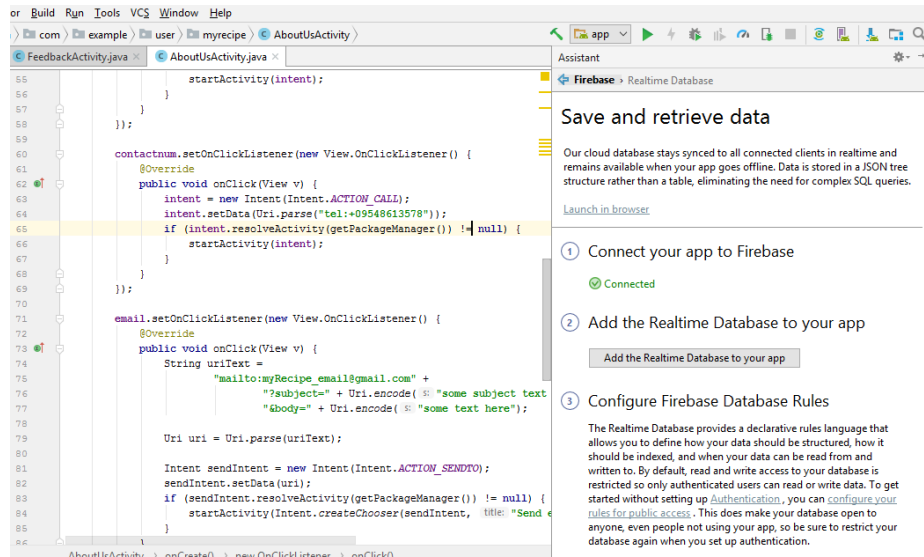 or Build Run Tools VCS Window Help
com example user myrecipe AboutUsActivity app
FeedbackActivity.java AboutUsActivity.java
55 startActivity(intent);
56 }
57 }
58 });
59
60 contactnum.setOnClickListener(new View.OnClickListener() {
61 @Override
62 public void onClick(View v) {
63 intent = new Intent(Intent.ACTION_CALL);
64 intent.setData(Uri.parse("tel:+09548613578"));
65 if (intent.resolveActivity(getPackageManager()) != null) {
66 startActivity(intent);
67 }
68 }
69 });
70
71 email.setOnClickListener(new View.OnClickListener() {
72 @Override
73 public void onClick(View v) {
74 String uriText =
75 "mailto:myRecipe_email@gmail.com" +
76 "?subject=" + Uri.encode( s: "some subject text
77 "&body=" + Uri.encode( s: "some text here");
78
79 Uri uri = Uri.parse(uriText);
80
81 Intent sendIntent = new Intent(Intent.ACTION_SENDTO);
82 sendIntent.setData(uri);
83 if (sendIntent.resolveActivity(getPackageManager()) != null) {
84 startActivity(Intent.createChooser(sendIntent, title: "Send e
85 }
86 }
AboutUsActivity > onCreate() > new OnClickListener > onClick()
Assistant
Firebase > Realtime Database
Save and retrieve data
Our cloud database stays synced to all connected clients in realtime and
remains available when your app goes offline. Data is stored in a JSON tree
structure rather than a table, eliminating the need for complex SQL queries.
Launch in browser
1 Connect your app to Firebase
Connected
2 Add the Realtime Database to your app
Add the Realtime Database to your app
3 Configure Firebase Database Rules
The Realtime Database provides a declarative rules language that
allows you to define how your data should be structured, how it
should be indexed, and when your data can be read from and
written to. By default, read and write access to your database is
restricted so only authenticated users can read or write data. To get
started without setting up Authentication , you can configure your
rules for public access . This does make your database open to
anyone, even people not using your app, so be sure to restrict your
database again when you set up authentication.